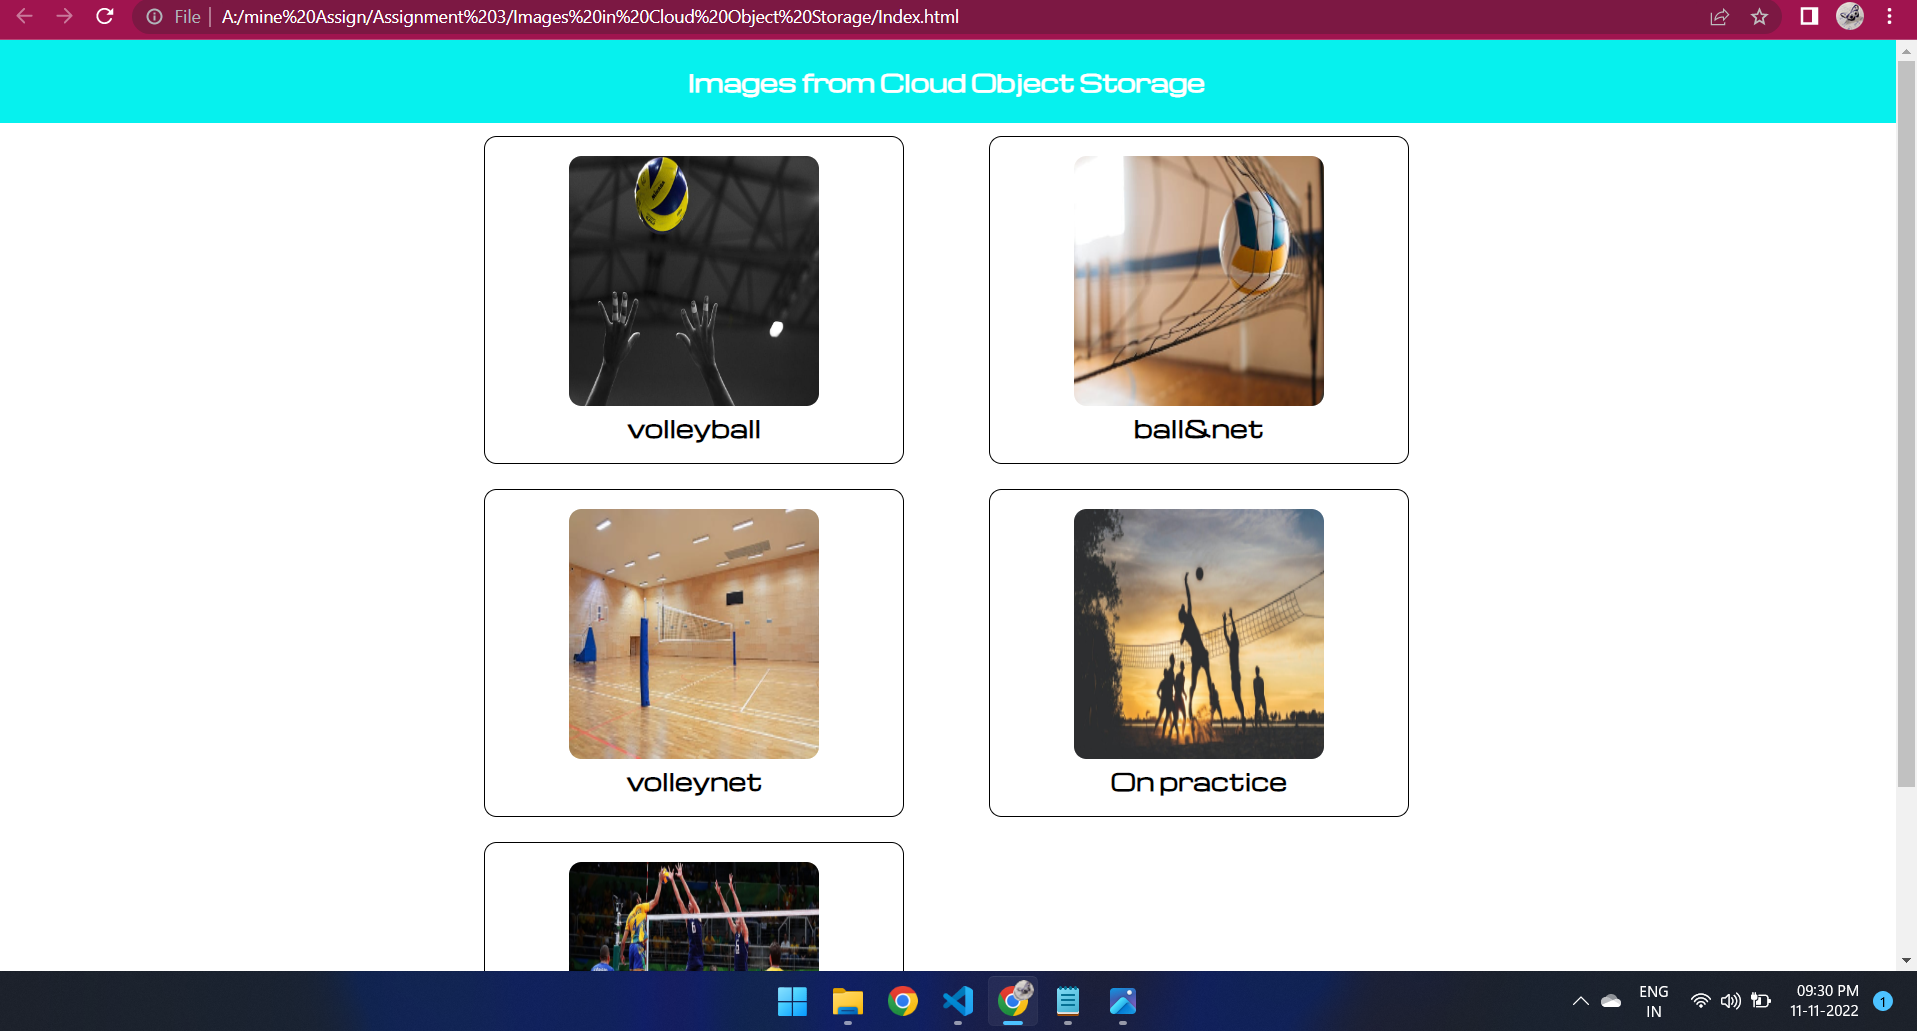 File
A:/mine%20Assign/Assignment%203/Images%20in%20Cloud%20Object%20Storage/Index.html
Images from Cloud Object Storage
volleyball
ball&net
volleynet
On practice
6
ENG
IN
09:30 PM
11-11-2022
1